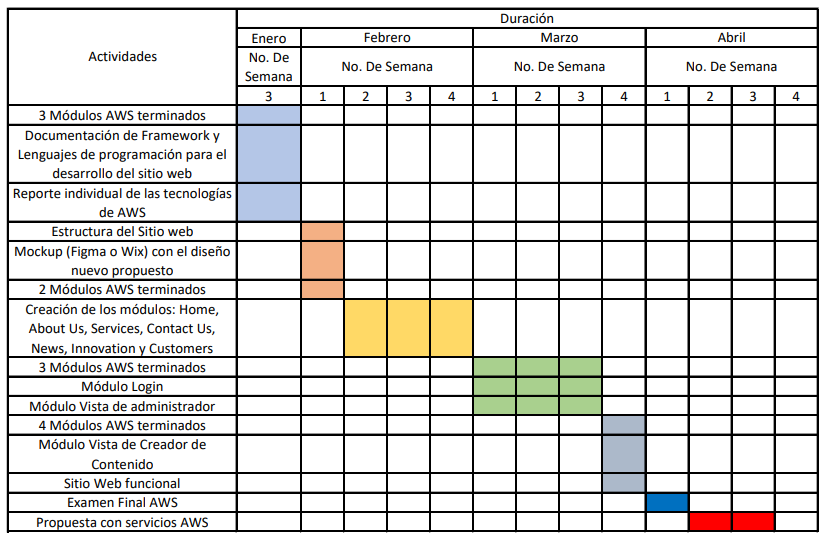 Duración
Actividades
Enero
Febrero
Marzo
Abril
No. De
Semana
No. De Semana
No. De Semana
No. De Semana
3
1
2
3
4
1
2
3
4
1
2
3
4
3 Módulos AWS terminados
Documentación de Framework y
Lenguajes de programación para el
desarrollo del sitio web
Reporte individual de las tecnologías
de AWS
Estructura del Sitio web
Mockup (Figma o Wix) con el diseño
nuevo propuesto
2 Módulos AWS terminados
Creación de los módulos: Home,
About Us, Services, Contact Us,
News, Innovation y Customers
3 Módulos AWS terminados
Módulo Login
Módulo Vista de administrador
4 Módulos AWS terminados
Módulo Vista de Creador de
Contenido
Sitio Web funcional
Examen Final AWS
Propuesta con servicios AWS